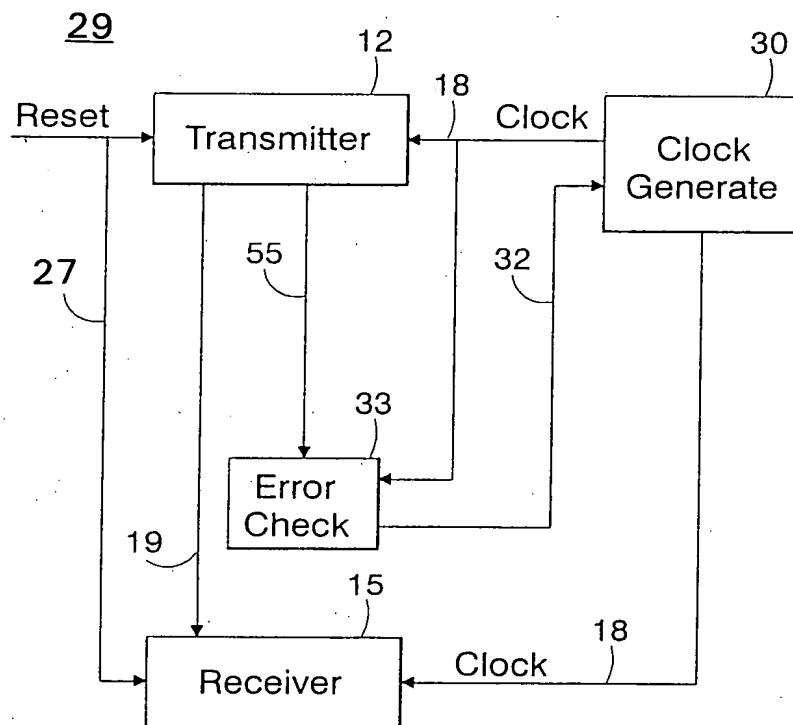 29
12
30
Reset
18
Clock
Transmitter
Clock
Generate
55
32
27
33
Error
Check
19
15
18
Clock
Receiver